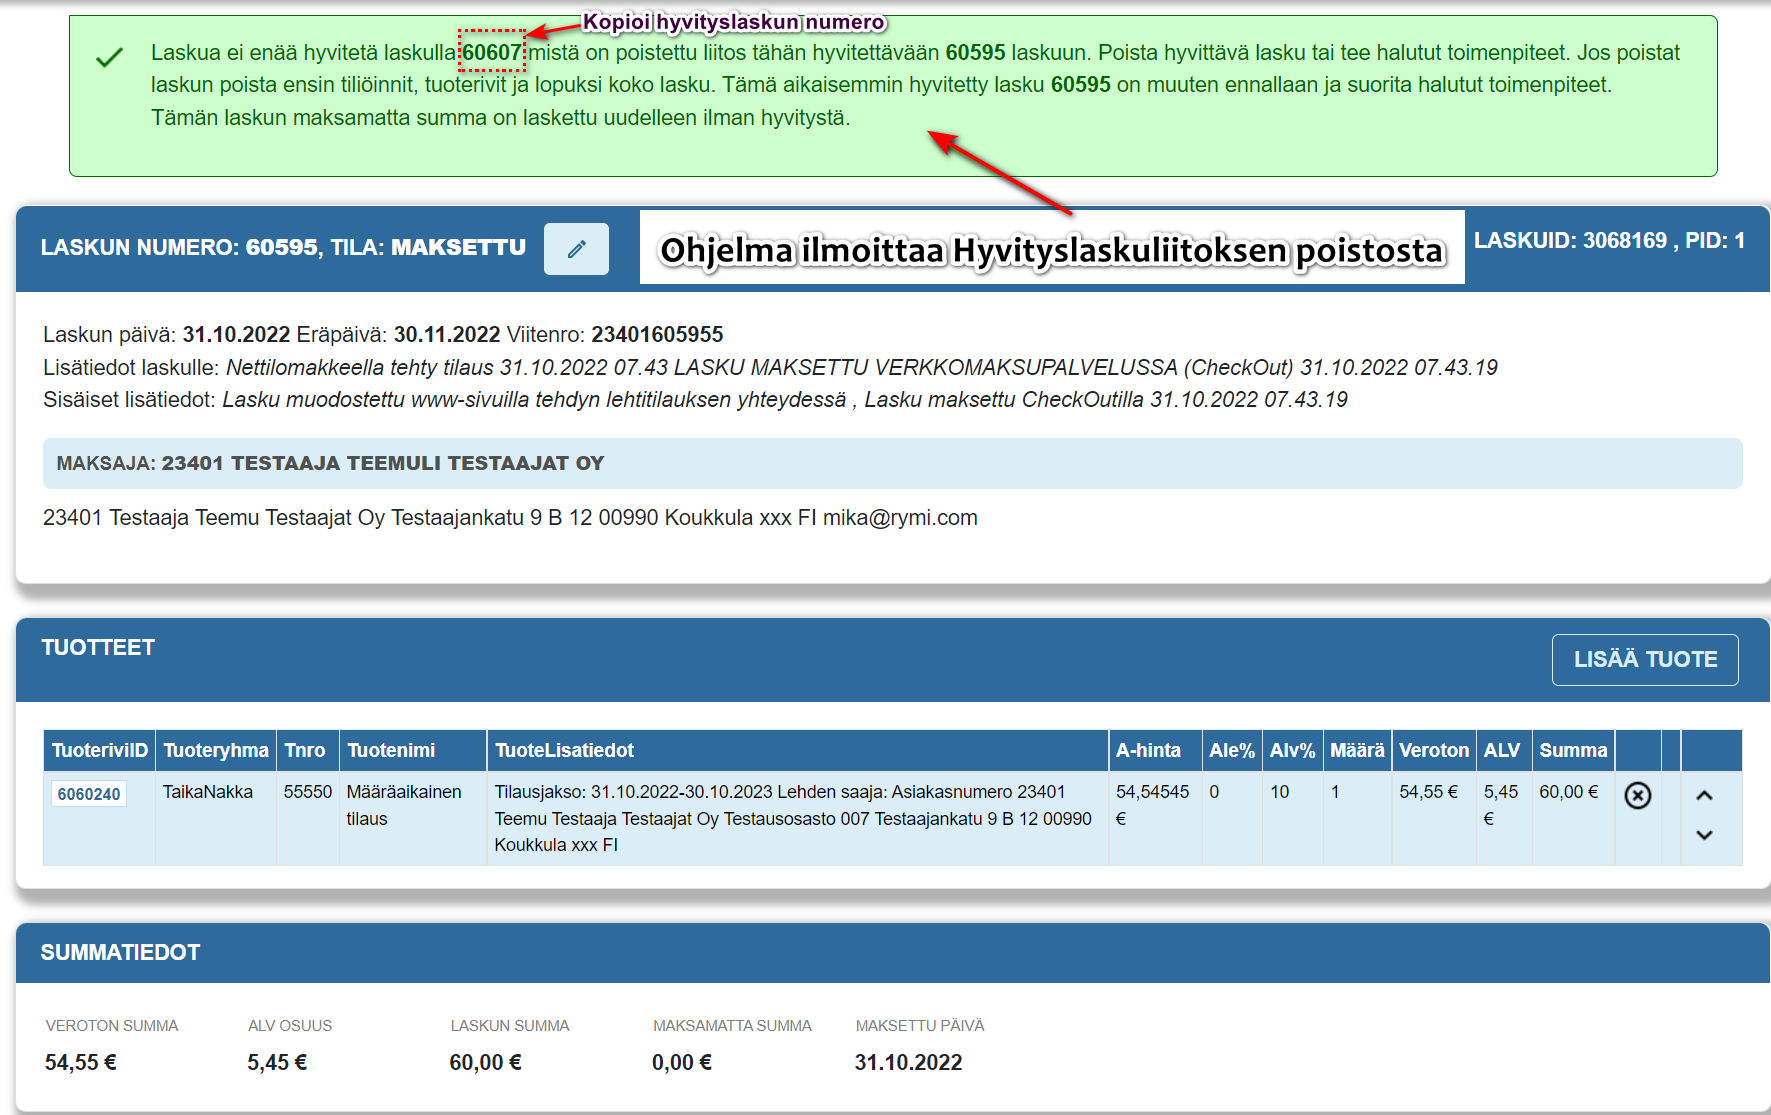 Kopioi hyvityslaskun numero
Laskua ei enää hyvitetä laskulla 60607 mistä on poistettu liitos tähän hyvitettävään 60595 laskuun. Poista hyvittävä lasku tai tee halutut toimenpiteet. Jos poistat
laskun poista ensin tiliöinnit, tuoterivit ja lopuksi koko lasku. Tämä aikaisemmin hyvitetty lasku 60595 on muuten ennallaan ja suorita halutut toimenpiteet.
Tämän laskun maksamatta summa on laskettu uudelleen ilman hyvitystä.
LASKUN NUMERO: 60595, TILA: MAKSETTU
Ohjelma ilmoittaa Hyvityslaskuliitoksen poistosta
LASKUID: 3068169 , PID: 1
Laskun päivä: 31.10.2022 Eräpäivä: 30.11.2022 Viitenro: 23401605955
Lisätiedot laskulle: Nettilomakkeella tehty tilaus 31.10.2022 07.43 LASKU MAKSETTU VERKKOMAKSUPALVELUSSA (CheckOut) 31.10.2022 07.43.19
Sisäiset lisätiedot: Lasku muodostettu www-sivuilla tehdyn lehtitilauksen yhteydessä , Lasku maksettu CheckOutilla 31.10.2022 07.43.19
MAKSAJA: 23401 TESTAAJA TEEMULI TESTAAJAT OY
23401 Testaaja Teemu Testaajat Oy Testaajankatu 9 B 12 00990 Koukkula xxx FI mika@rymi.com
TUOTTEET
LISÄÄ TUOTE
TuoteriviID Tuoteryhma Tnro Tuotenimi TuoteLisatiedot A-hinta Ale% Alv% Määrä Veroton ALV Summa
6060240 TaikaNakka 55550 Määräaikainen Tilausjakso: 31.10.2022-30.10.2023 Lehden saaja: Asiakasnumero 23401 54,54545 0 10 1 54,55 € 5,45 60,00 €
tilaus Teemu Testaaja Testaajat Oy Testausosasto 007 Testaajankatu 9 B 12 00990 € €
Koukkula xxx FI
SUMMATIEDOT
VEROTON SUMMA ALV OSUUS LASKUN SUMMA MAKSAMATTA SUMMA MAKSETTU PÄIVÄ
54,55 € 5,45 € 60,00 € 0,00 € 31.10.2022